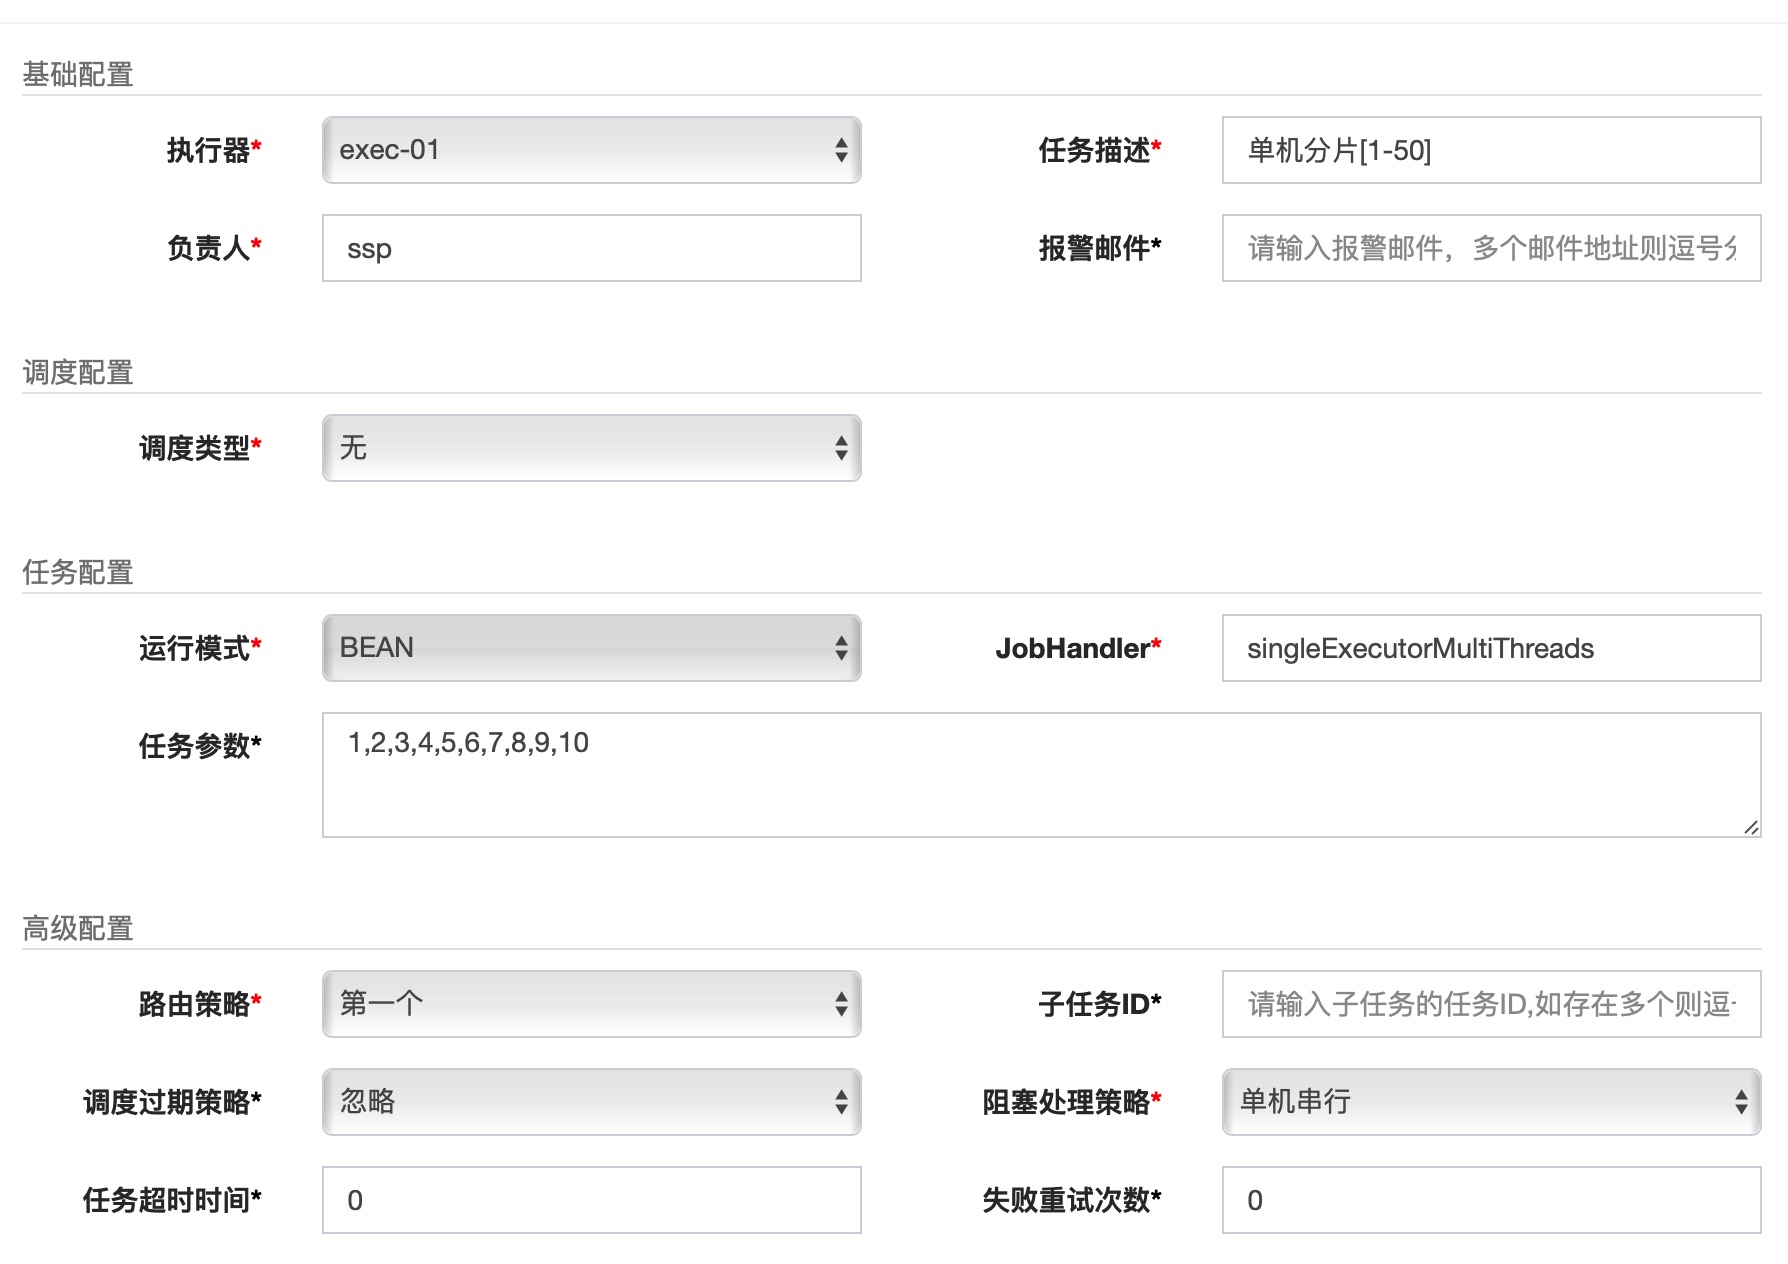 基础配置
执行器* exec-01 任务描述* 单机分片[1-50]
负责人* ssp 报警邮件* 请输入报警邮件，多个邮件地址则逗号
调度配置
调度类型* 无
任务配置
运行模式* BEAN JobHandler* singleExecutorMultiThreads
任务参数* 1,2,3,4,5,6,7,8,9,10
高级配置
路由策略* 第一个 子任务ID* 请输入子任务的任务ID,如存在多个则逗
调度过期策略* 忽略 阻塞处理策略* 单机串行
任务超时时间* 0 失败重试次数* 0